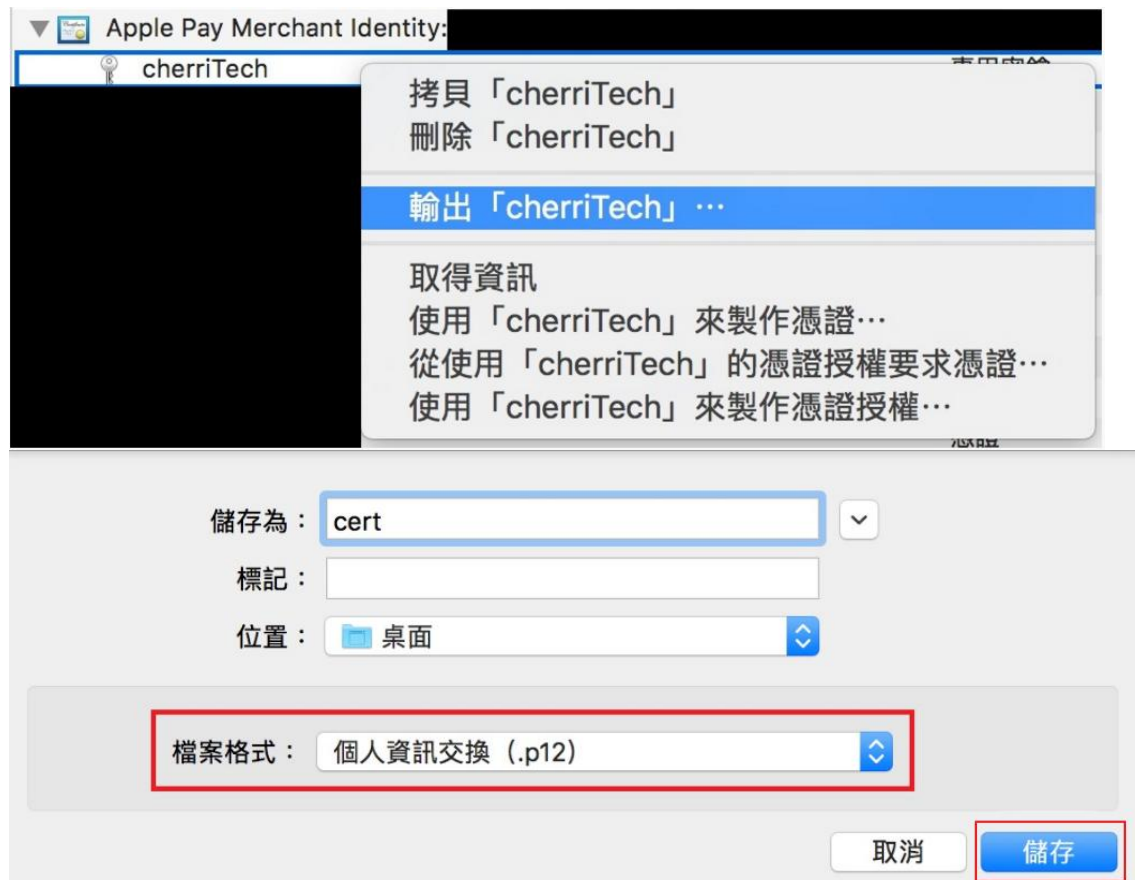 Apple Pay Merchant Identity:
cherriTech
拷貝「cherriTech」
刪除「cherriTech」
輸出「cherriTech」…
取得資訊
使用「cherriTech」來製作憑證…
從使用「cherriTech」的憑證授權要求憑證…
使用「cherriTech」來製作憑證授權…
儲存為：cert
標記：
位置：桌面
檔案格式：個人資訊交換（.p12）
取消 儲存